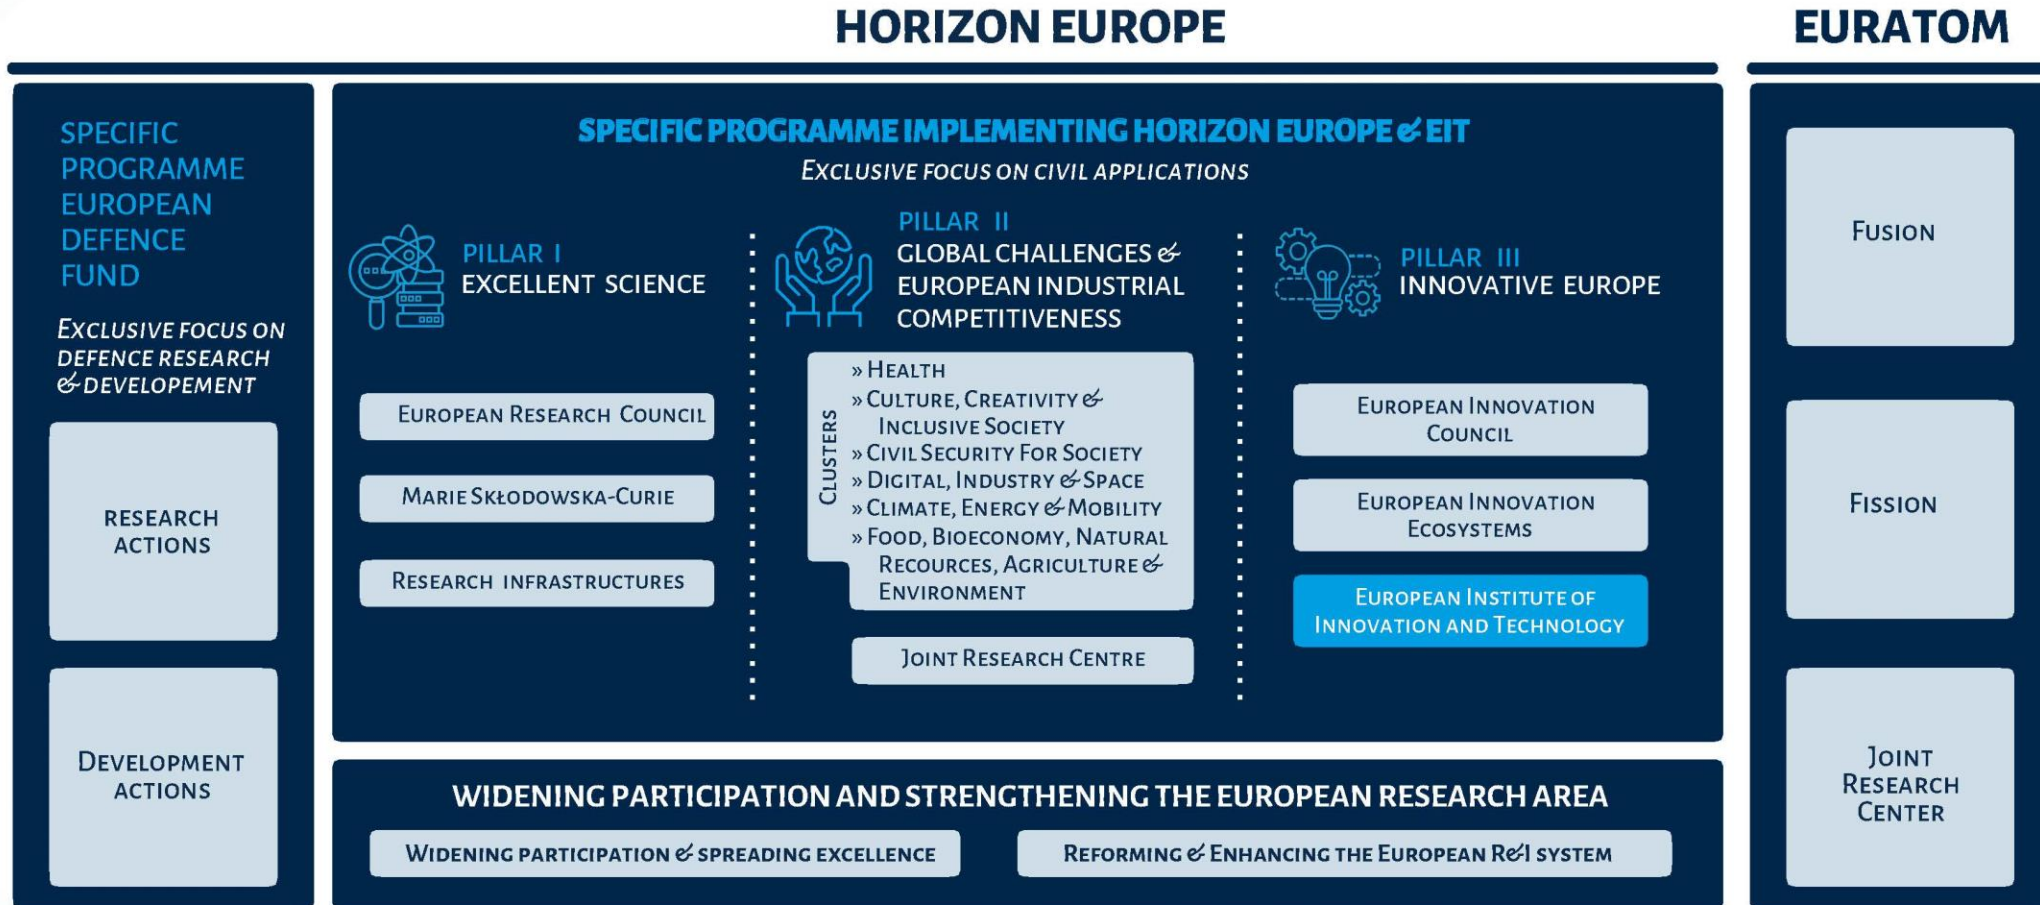 HORIZON EUROPE
EURATOM
SPECIFIC
PROGRAMME
EUROPEAN
DEFENCE
FUND
EXCLUSIVE FOCUS ON
DEFENCE RESEARCH
& DEVELOPEMENT
RESEARCH
ACTIONS
DEVELOPMENT
ACTIONS
SPECIFIC PROGRAMME IMPLEMENTING HORIZON EUROPE & EIT
EXCLUSIVE FOCUS ON CIVIL APPLICATIONS
PILLAR I
EXCELLENT SCIENCE
EUROPEAN RESEARCH COUNCIL
MARIE SKŁODOWSKA-CURIE
RESEARCH INFRASTRUCTURES
PILLAR II
GLOBAL CHALLENGES &
EUROPEAN INDUSTRIAL
COMPETITIVENESS
CLUSTERS
» HEALTH
» CULTURE, CREATIVITY &
INCLUSIVE SOCIETY
» CIVIL SECURITY FOR SOCIETY
» DIGITAL, INDUSTRY & SPACE
» CLIMATE, ENERGY & MOBILITY
» FOOD, BIOECONOMY, NATURAL
RECOURCES, AGRICULTURE &
ENVIRONMENT
JOINT RESEARCH CENTRE
PILLAR III
INNOVATIVE EUROPE
EUROPEAN INNOVATION
COUNCIL
EUROPEAN INNOVATION
ECOSYSTEMS
EUROPEAN INSTITUTE OF
INNOVATION AND TECHNOLOGY
WIDENING PARTICIPATION AND STRENGTHENING THE EUROPEAN RESEARCH AREA
WIDENING PARTICIPATION & SPREADING EXCELLENCE
REFORMING & ENHANCING THE EUROPEAN R&I SYSTEM
FUSION
FISSION
JOINT
RESEARCH
CENTER